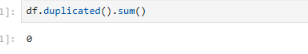 1]: df.duplicated().sum()
1]: 0